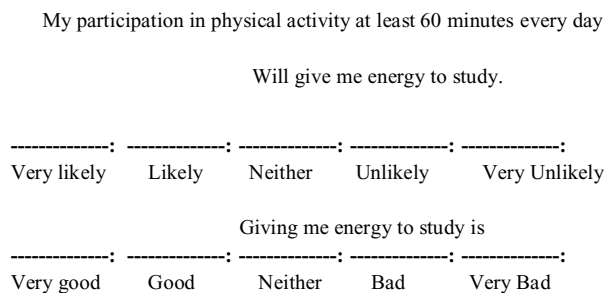 My participation in physical activity at least 60 minutes every day
Will give me energy to study.
--------------: --------------: --------------: --------------: --------------:
Very likely Likely Neither Unlikely Very Unlikely
Giving me energy to study is
--------------: --------------: --------------: --------------: --------------:
Very good Good Neither Bad Very Bad